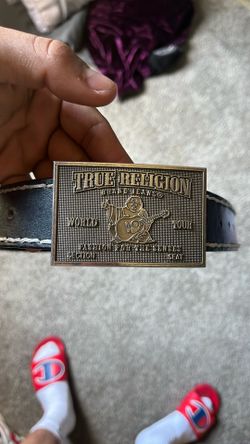 TRUE RELIGION
BRAND JEANS®
WORLD TOUR
FASHION FOR THE SENSES
SECTION SEAT